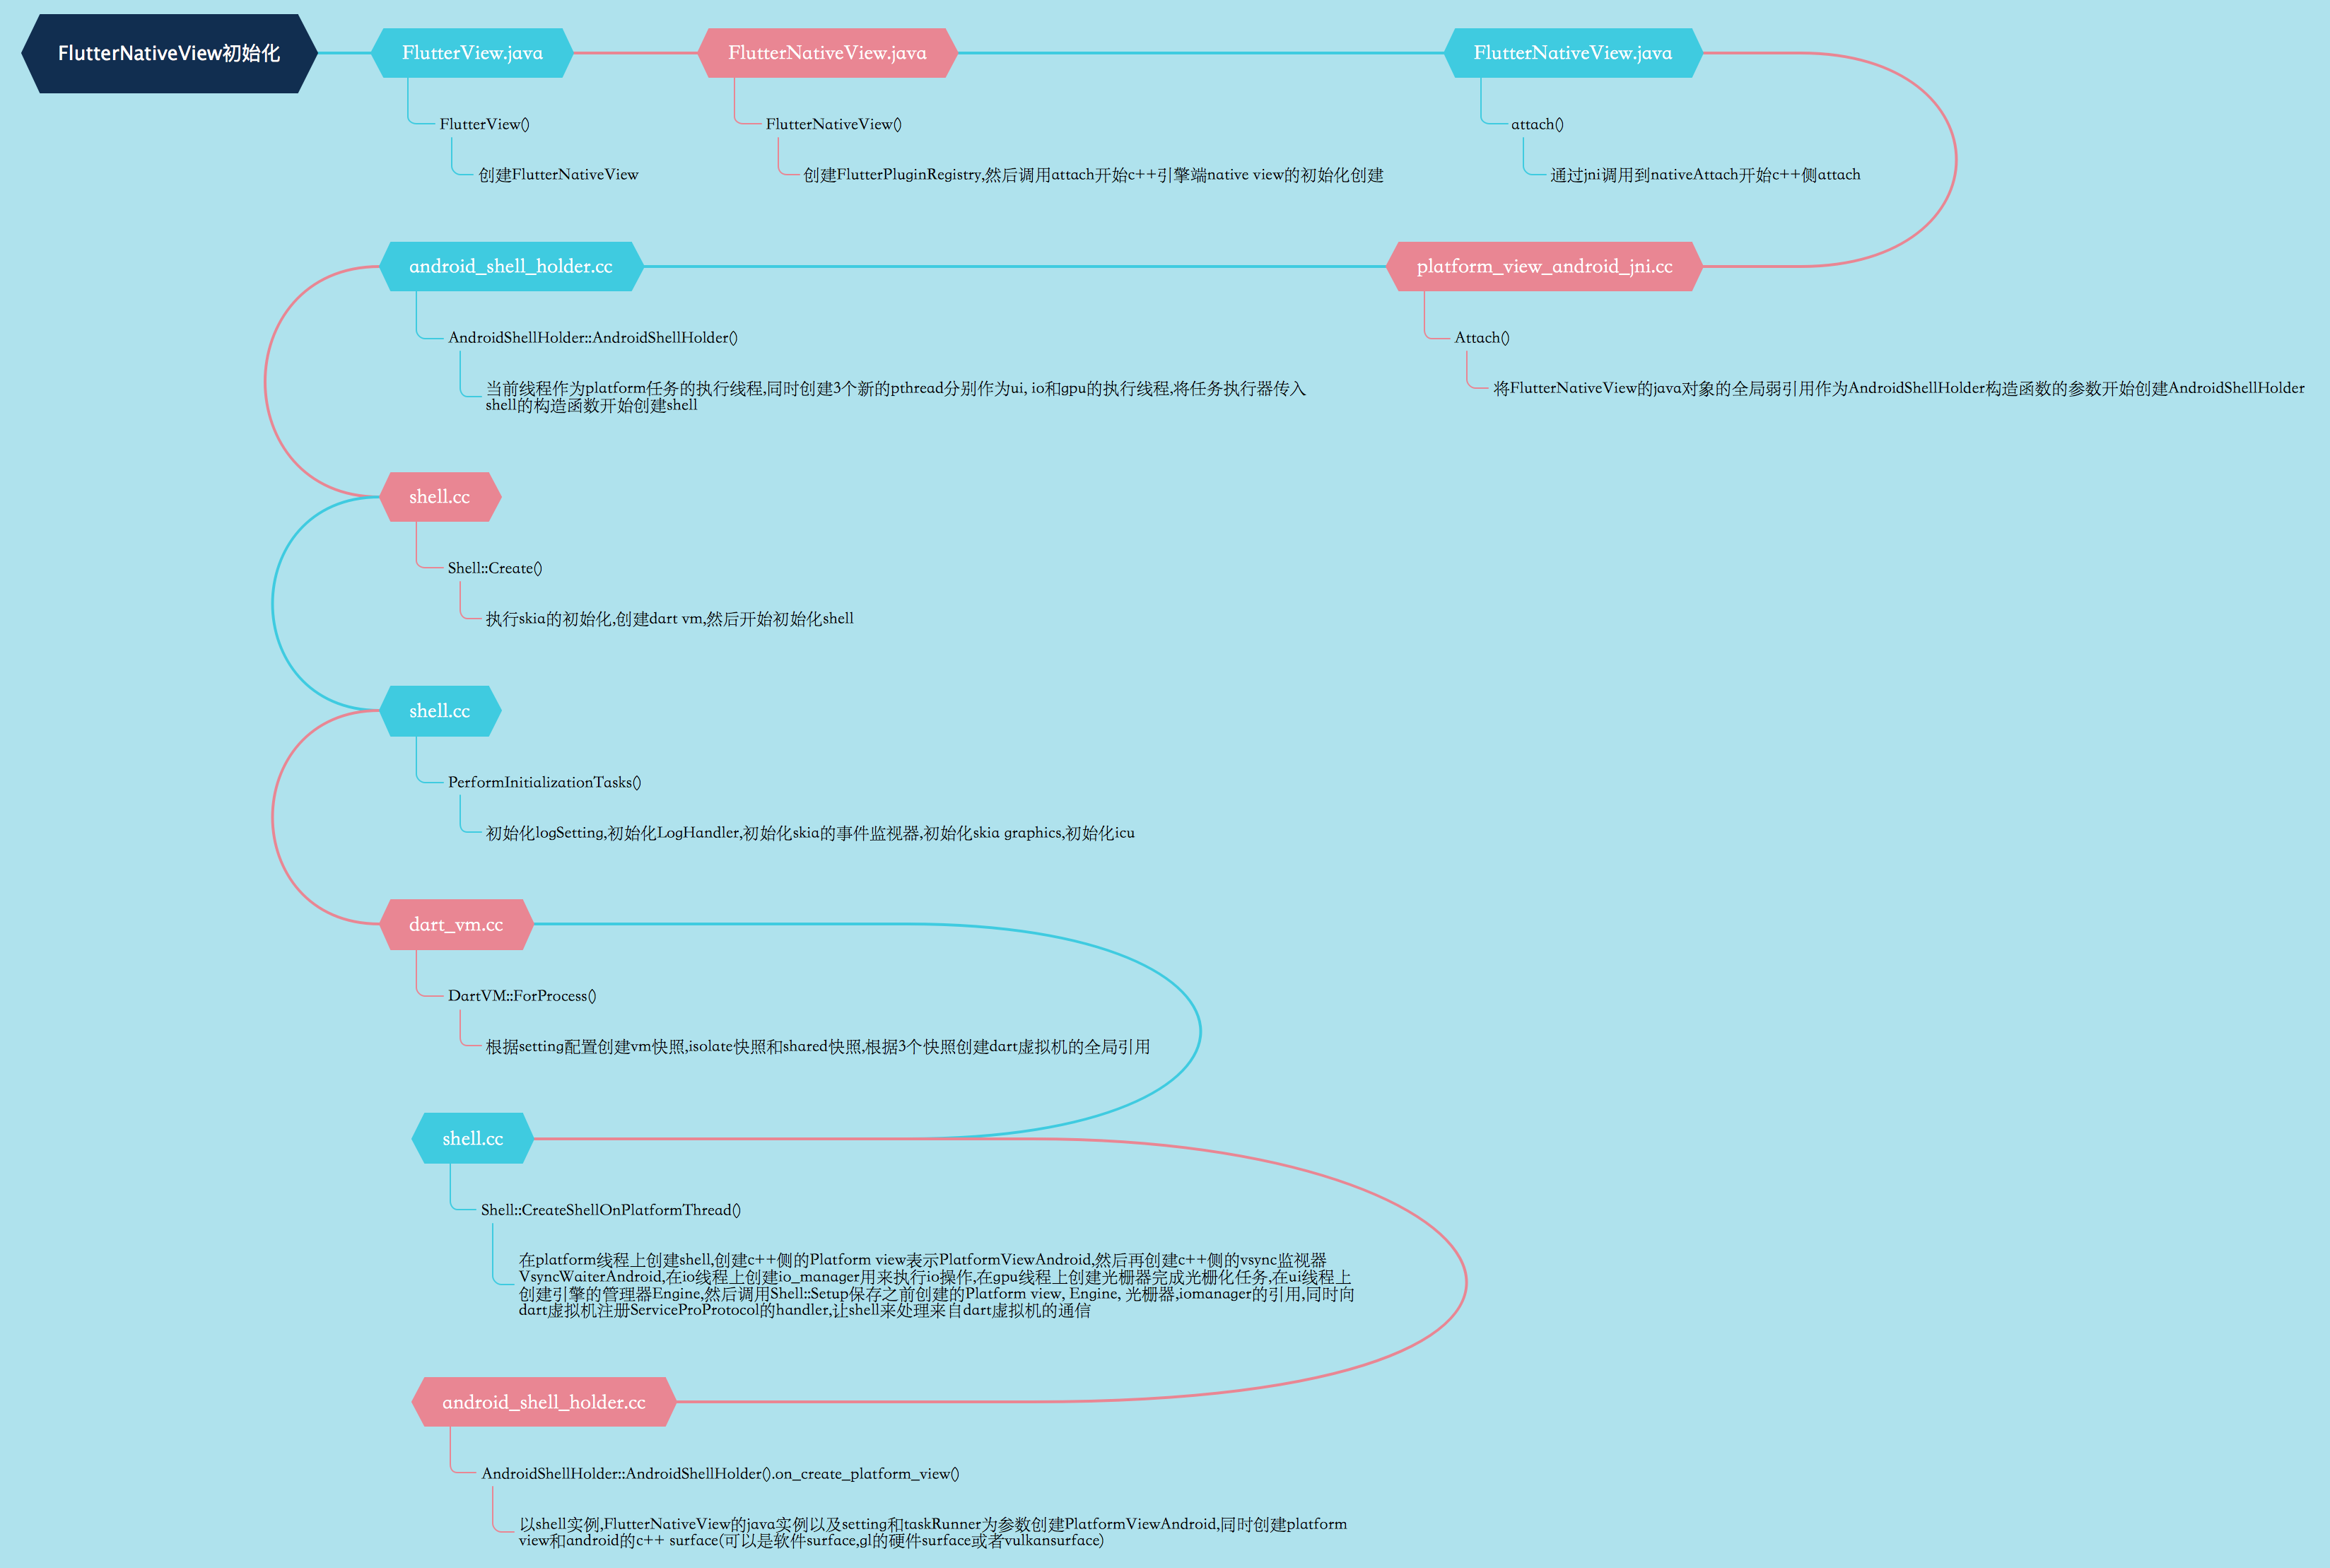 FlutterNativeView初始化
FlutterView.java
FlutterView()
创建FlutterNativeView
FlutterNativeView.java
FlutterNativeView()
创建FlutterPluginRegistry,然后调用attach开始c++引擎端native view的初始化创建
FlutterNativeView.java
attach()
通过jni调用到nativeAttach开始c++侧attach
platform_view_android_jni.cc
Attach()
将FlutterNativeView的java对象的全局弱引用作为AndroidShellHolder构造函数的参数开始创建AndroidShellHolder
android_shell_holder.cc
AndroidShellHolder::AndroidShellHolder()
当前线程作为platform任务的执行线程,同时创建3个新的pthread分别作为ui, io和gpu的执行线程,将任务执行器传入
shell的构造函数开始创建shell
shell.cc
Shell::Create()
执行skia的初始化,创建dart vm,然后开始初始化shell
shell.cc
PerformInitializationTasks()
初始化logSetting,初始化LogHandler,初始化skia的事件监视器,初始化skia graphics,初始化icu
dart_vm.cc
DartVM::ForProcess()
根据setting配置创建vm快照,isolate快照和shared快照,根据3个快照创建dart虚拟机的全局引用
shell.cc
Shell::CreateShellOnPlatformThread()
在platform线程上创建shell,创建c++侧的Platform view表示PlatformViewAndroid,然后再创建c++侧的vsync监视器
VsyncWaiterAndroid,在io线程上创建io_manager用来执行io操作,在gpu线程上创建光栅器完成光栅化任务,在ui线程上
创建引擎的管理器Engine,然后调用Shell::Setup保存之前创建的Platform view, Engine, 光栅器,iomanager的引用,同时向
dart虚拟机注册ServiceProProtocol的handler,让shell来处理来自dart虚拟机的通信
android_shell_holder.cc
AndroidShellHolder::AndroidShellHolder().on_create_platform_view()
以shell实例,FlutterNativeView的java实例以及setting和taskRunner为参数创建PlatformViewAndroid,同时创建platform
view和android的c++ surface(可以是软件surface,gl的硬件surface或者vulkansurface)